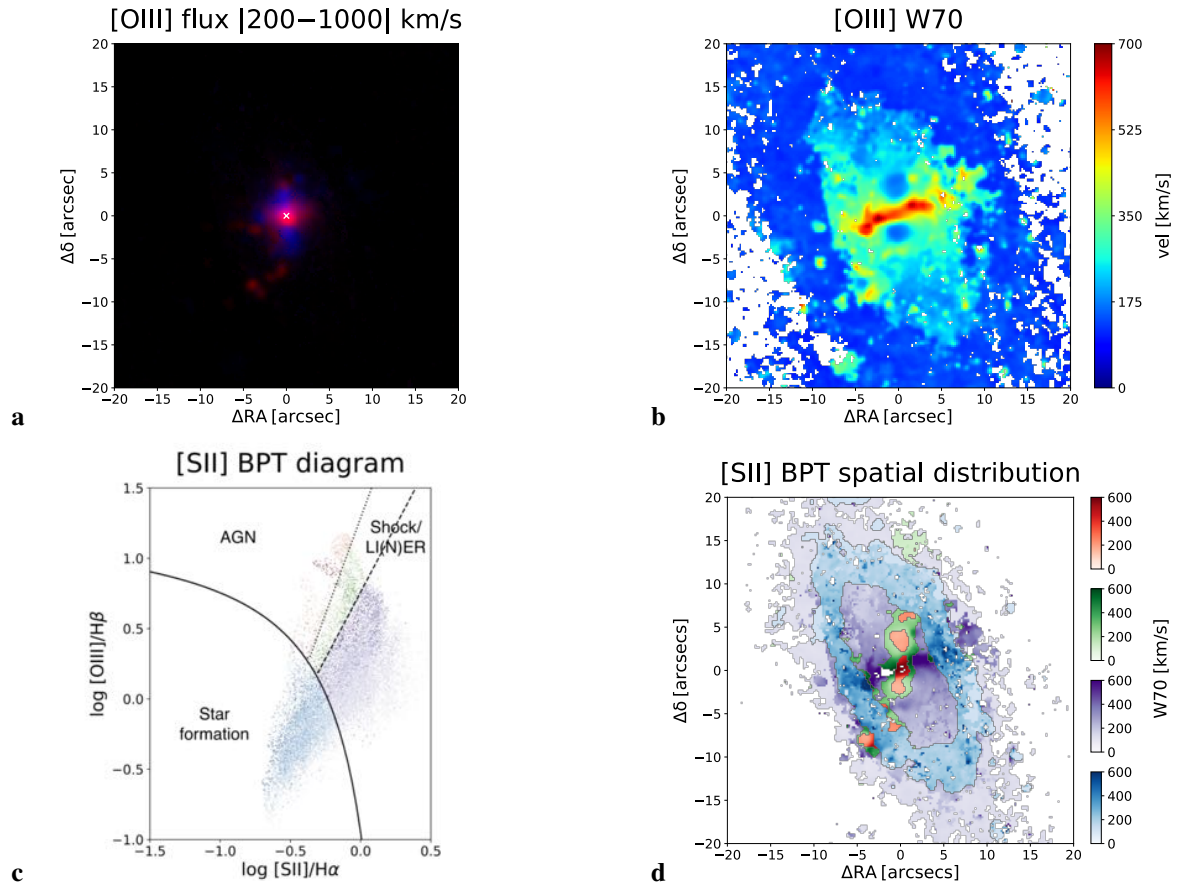 [OIII] flux |200−1000| km/s
20
15
10
5
0
−5
−10
−15
−20
Δδ [arcsec]
−20 −15 −10 −5 0 5 10 15 20
ΔRA [arcsec]
a
[OIII] W70
20
15
10
5
0
−5
−10
−15
−20
Δδ [arcsec]
−20 −15 −10 −5 0 5 10 15 20
ΔRA [arcsec]
700
525
350
175
0
vel [km/s]
b
[SII] BPT diagram
1.5
1.0
0.5
0.0
−0.5
−1.0
log [OIII]/Hβ
AGN
Shock/
LI(N)ER
Star
formation
−1.5 −1.0 −0.5 0.0 0.5
log [SII]/Hα
c
[SII] BPT spatial distribution
20
15
10
5
0
−5
−10
−15
−20
Δδ [arcsecs]
−20 −15 −10 −5 0 5 10 15 20
ΔRA [arcsecs]
600
400
200
0
600
400
200
0
600
400
200
0
600
400
200
0
W70 [km/s]
d